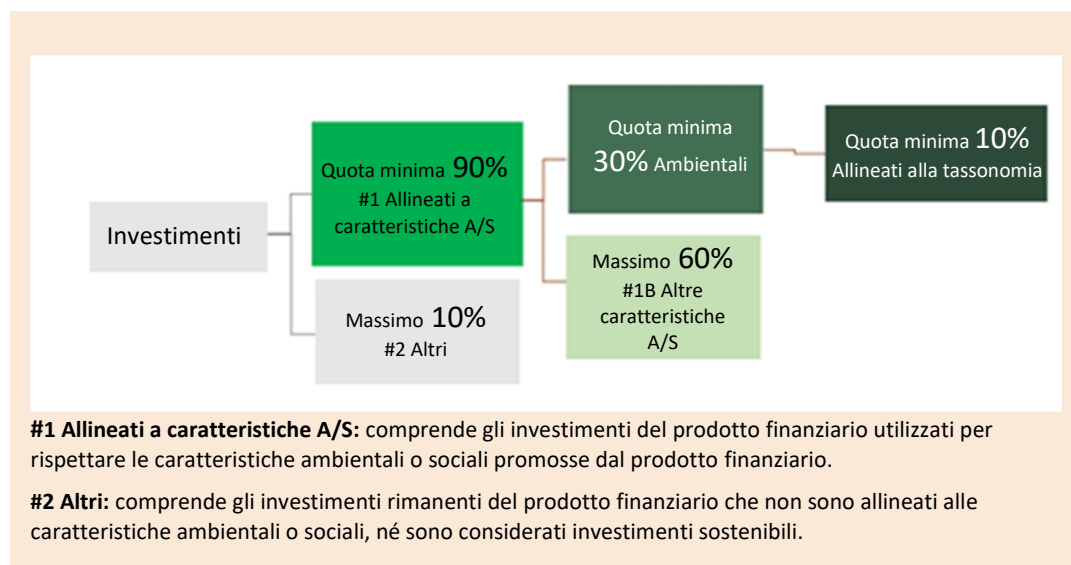 Investimenti
Quota minima 90%
#1 Allineati a
caratteristiche A/S
Massimo 10%
#2 Altri
Quota minima
30% Ambientali
Massimo 60%
#1B Altre
caratteristiche
A/S
Quota minima 10%
Allineati alla tassonomia
#1 Allineati a caratteristiche A/S: comprende gli investimenti del prodotto finanziario utilizzati per
rispettare le caratteristiche ambientali o sociali promosse dal prodotto finanziario.
#2 Altri: comprende gli investimenti rimanenti del prodotto finanziario che non sono allineati alle
caratteristiche ambientali o sociali, né sono considerati investimenti sostenibili.